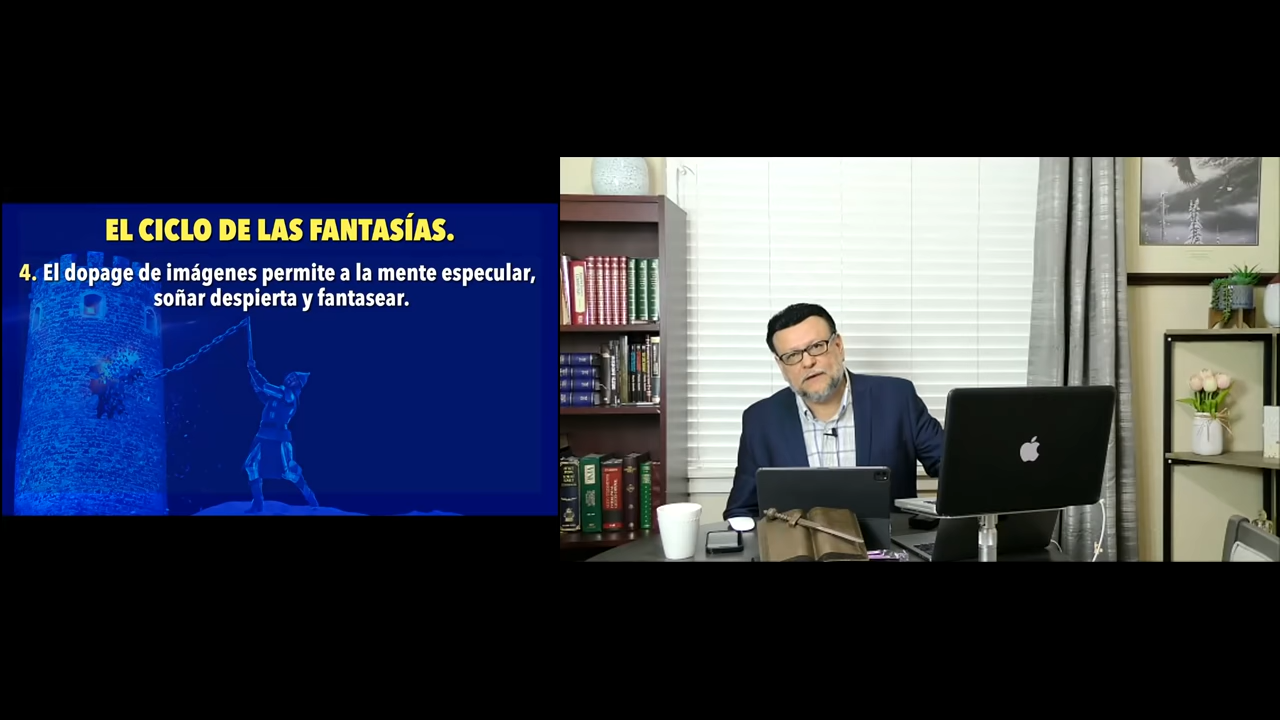 EL CICLO DE LAS FANTASÍAS.
4. El dopage de imágenes permite a la mente especular,
soñar despierta y fantasear.